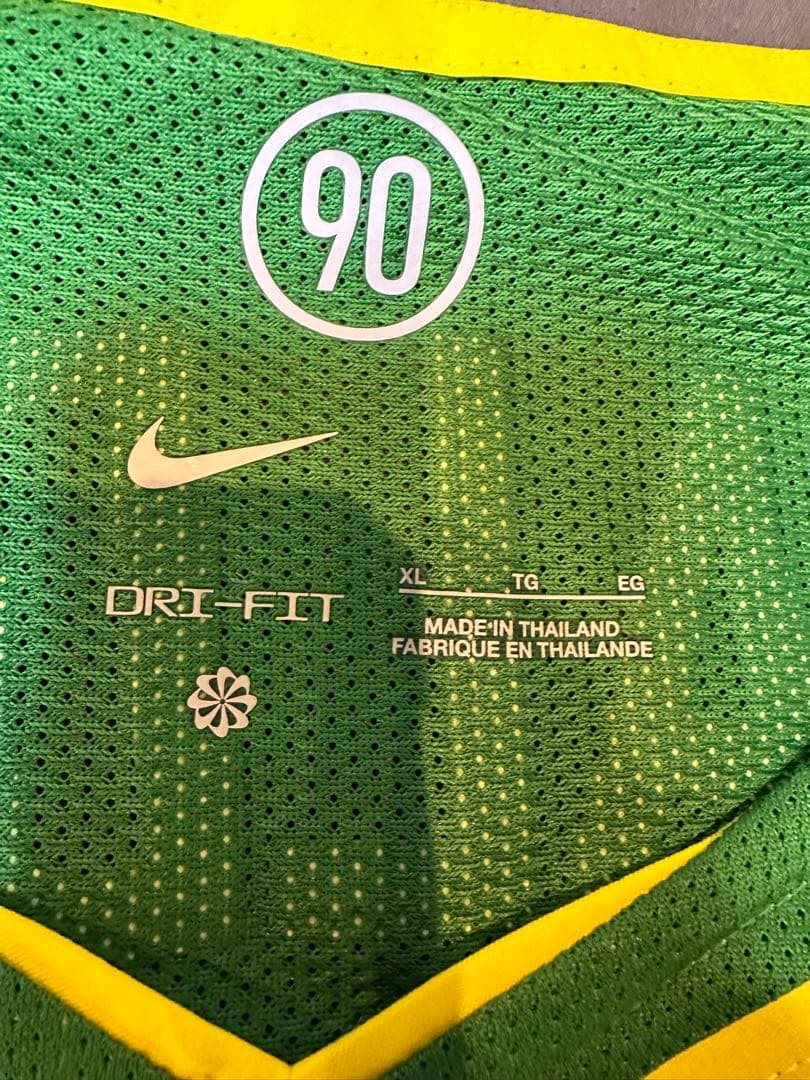 90
DRI-FIT
XL TG EG
MADE IN THAILAND
FABRIQUE EN THAILANDE